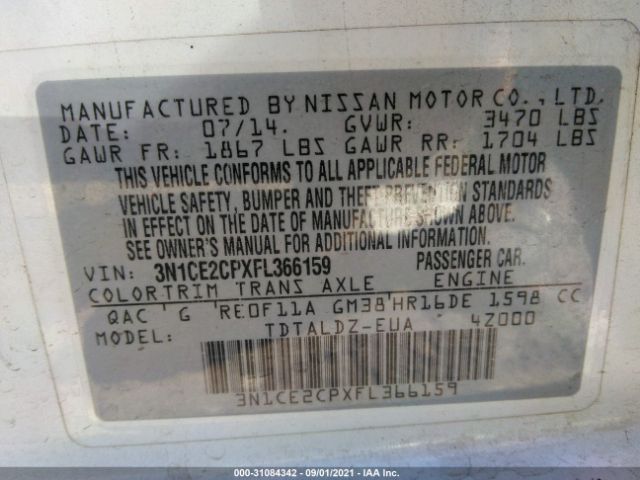 MANUFACTURED BY NISSAN MOTOR CO., LTD.
DATE: 07/14. GVWR: 3470 LBS
GAWR FR: 1867 LBS GAWR RR: 1704 LBS
THIS VEHICLE CONFORMS TO ALL APPLICABLE FEDERAL MOTOR
VEHICLE SAFETY, BUMPER AND THEFT PREVENTION STANDARDS
IN EFFECT ON THE DATE OF MANUFACTURE SHOWN ABOVE.
SEE OWNER'S MANUAL FOR ADDITIONAL INFORMATION.
VIN: 3N1CE2CPXFL366159 PASSENGER CAR.
COLOR TRIM TRANS AXLE ENGINE
QAC G RE0F11A GM38 HR16DE 1598 CC
MODEL: TDTALDZ-EUA 4Z000
3N1CE2CPXFL366159
000-31084342 - 09/01/2021 - IAA Inc.